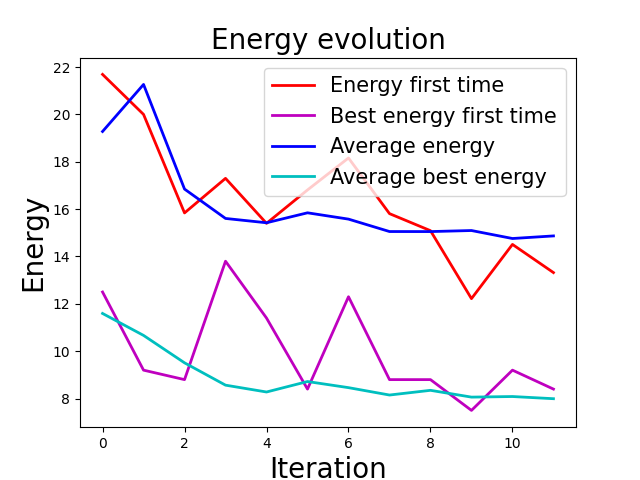 Energy evolution
Energy first time
Best energy first time
Average energy
Average best energy
Energy
22
20
18
16
14
12
10
8
0 2 4 6 8 10
Iteration